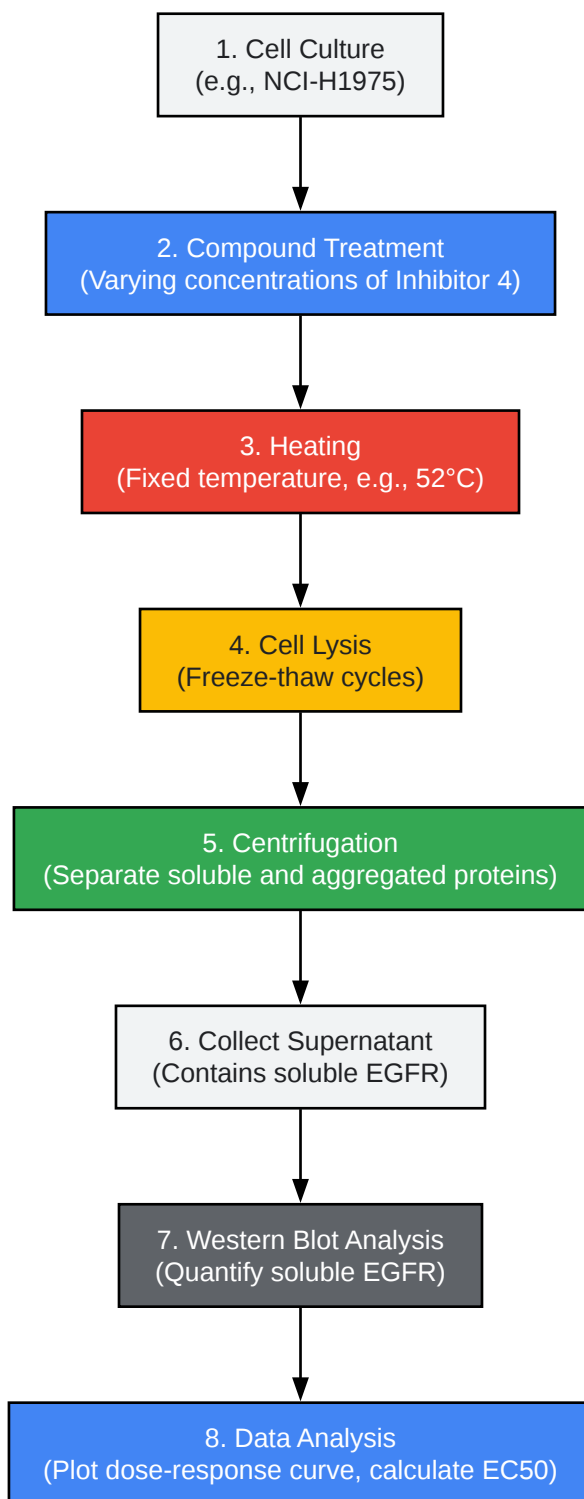 1. Cell Culture
(e.g., NCI-H1975)
2. Compound Treatment
(Varying concentrations of Inhibitor 4)
3. Heating
(Fixed temperature, e.g., 52°C)
4. Cell Lysis
(Freeze-thaw cycles)
5. Centrifugation
(Separate soluble and aggregated proteins)
6. Collect Supernatant
(Contains soluble EGFR)
7. Western Blot Analysis
(Quantify soluble EGFR)
8. Data Analysis
(Plot dose-response curve, calculate EC50)